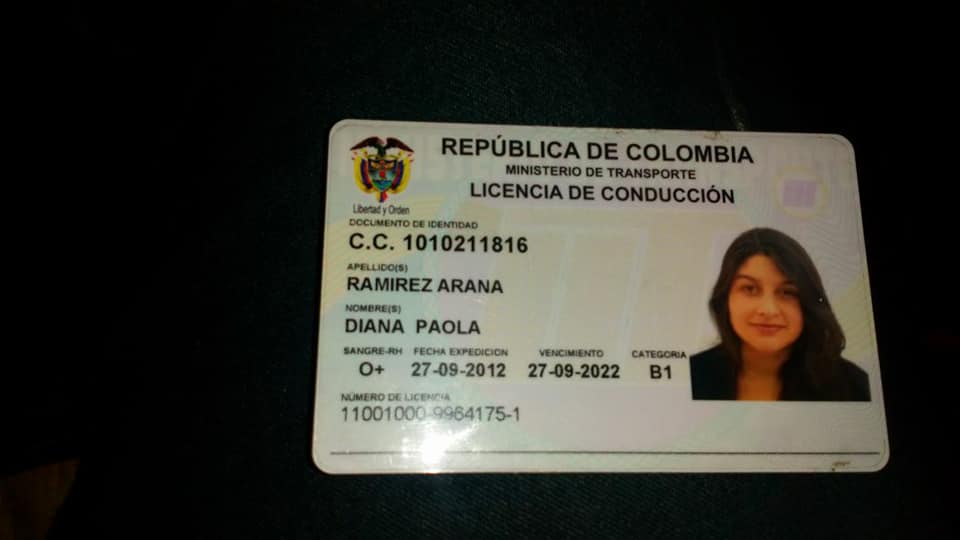 REPÚBLICA DE COLOMBIA
MINISTERIO DE TRANSPORTE
LICENCIA DE CONDUCCIÓN
Libertad y Orden
DOCUMENTO DE IDENTIDAD
C.C. 1010211816
APELLIDO(S)
RAMIREZ ARANA
NOMBRE(S)
DIANA PAOLA
SANGRE-RH FECHA EXPEDICION VENCIMIENTO CATEGORIA
O+ 27-09-2012 27-09-2022 B1
NÚMERO DE LICENCIA
11001000-9964175-1